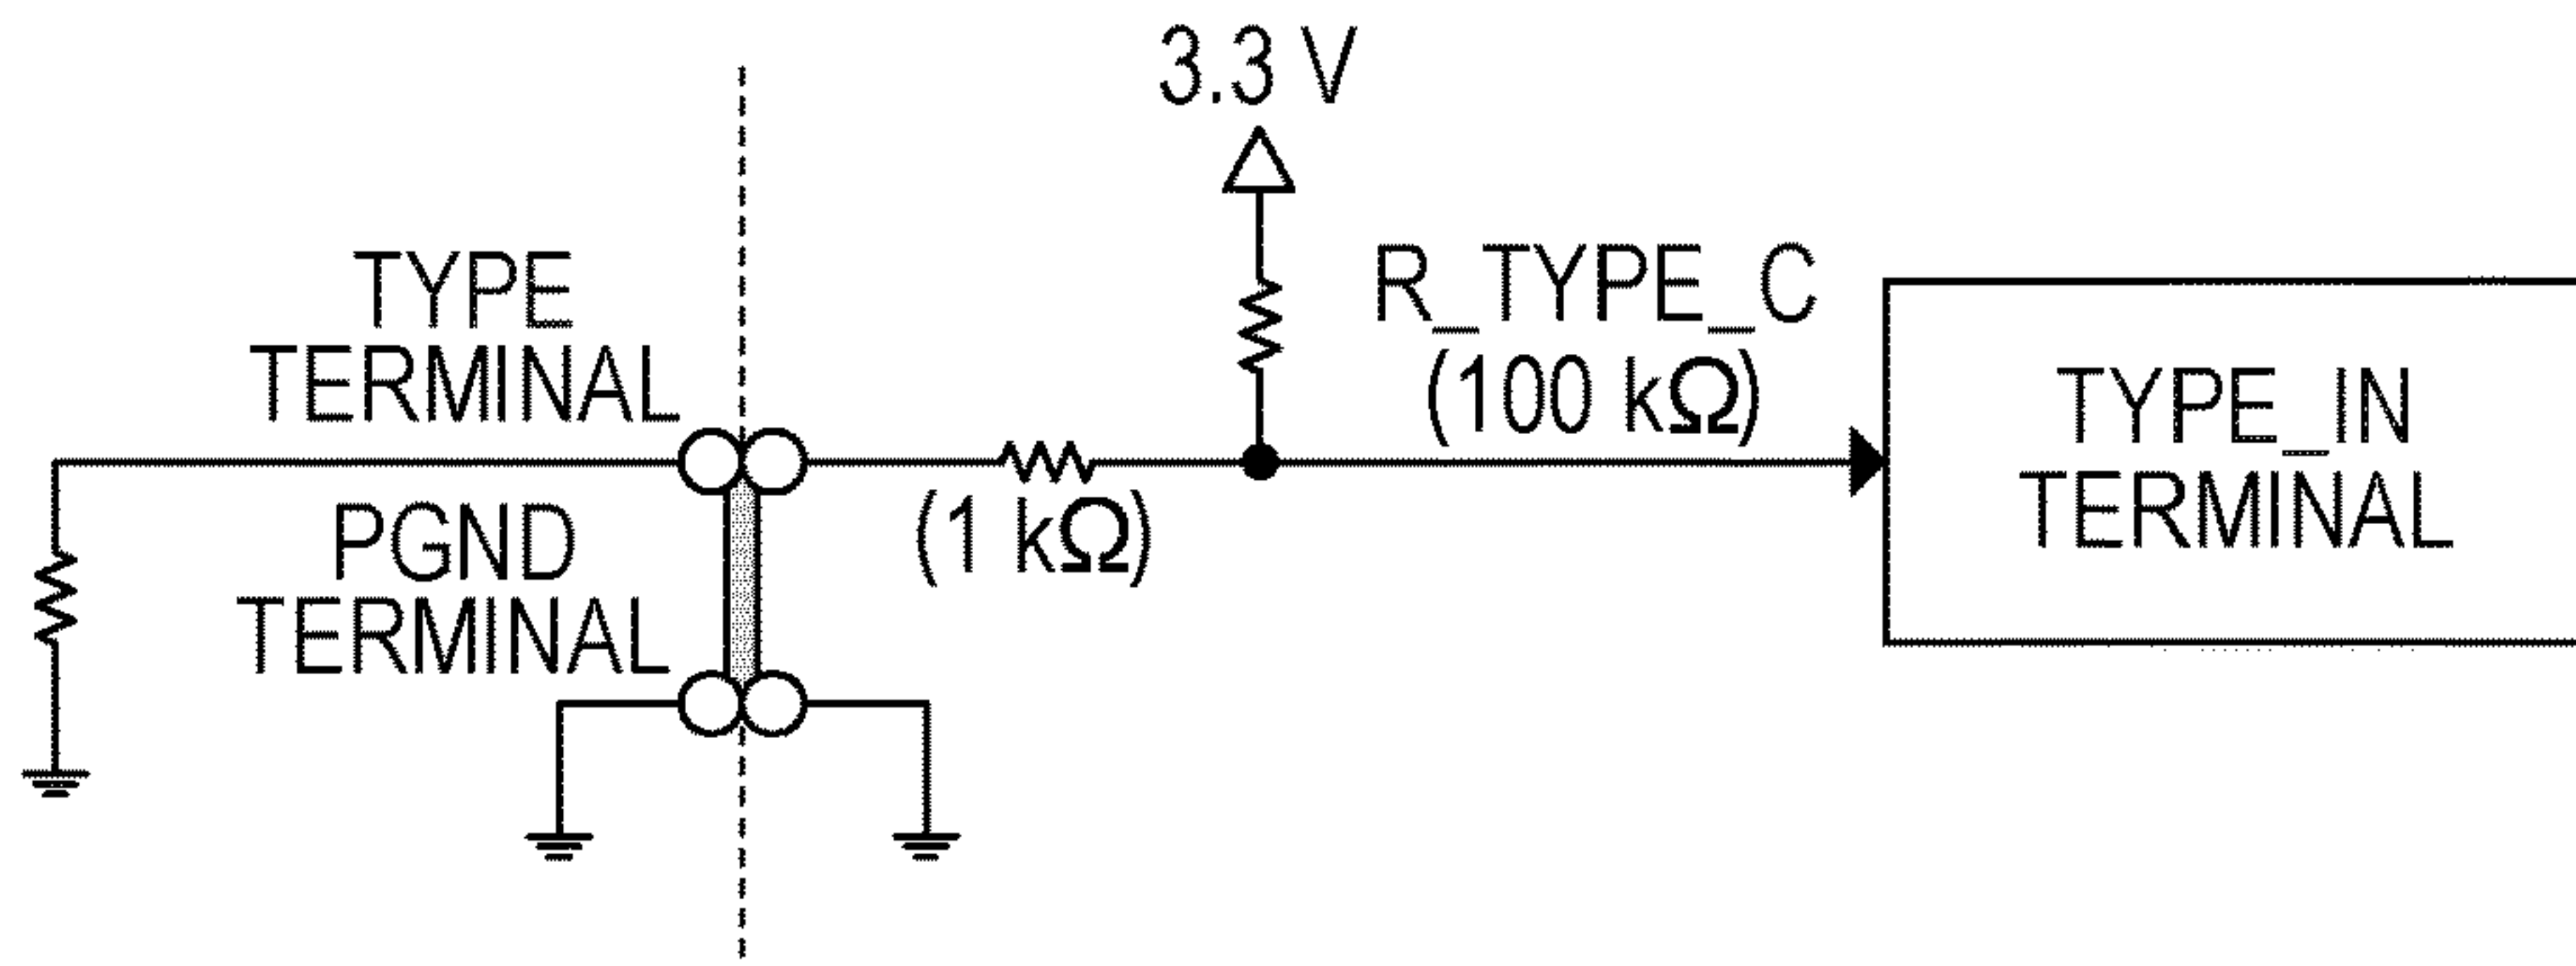 3.3 V
TYPE
TERMINAL
R_TYPE_C
(100 kΩ)
TYPE_IN
TERMINAL
PGND
TERMINAL
(1 kΩ)